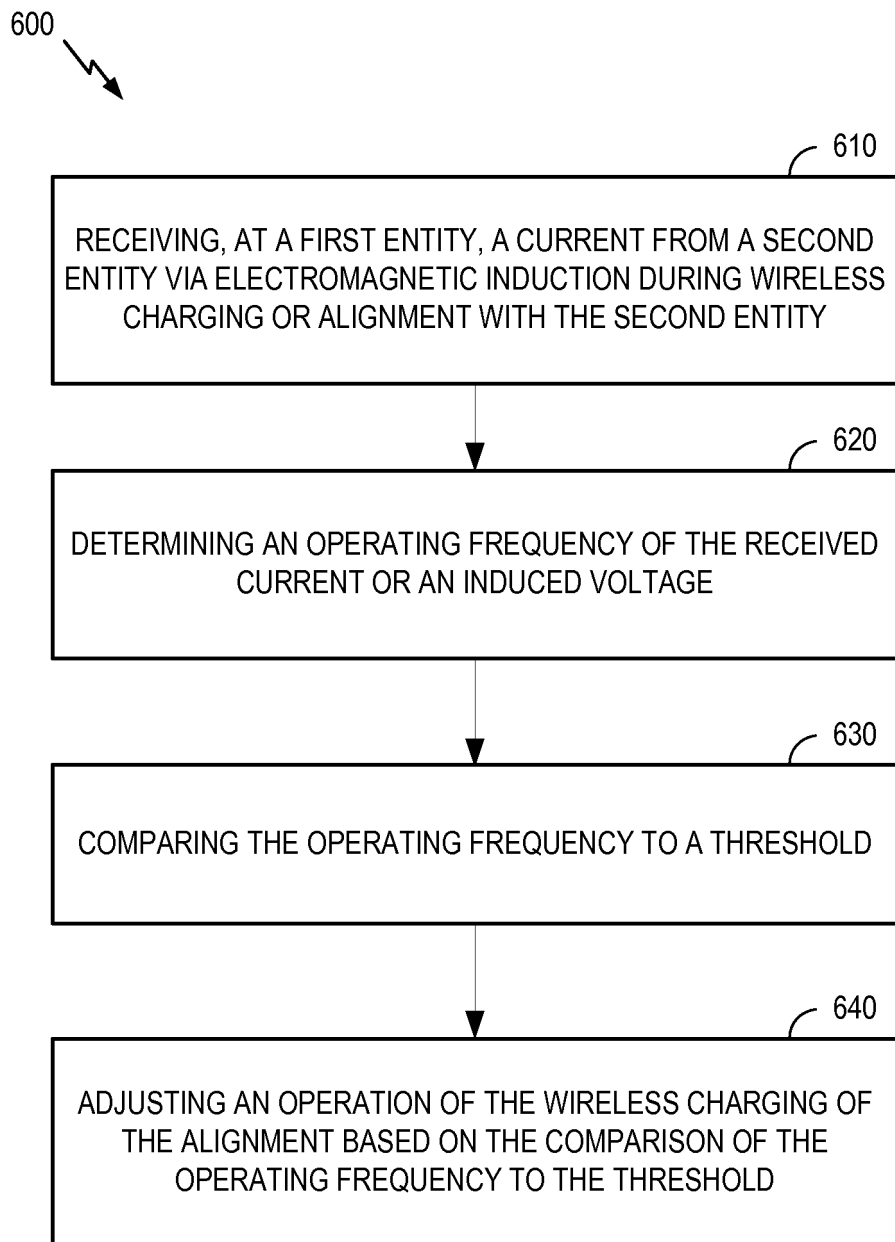 600
610
RECEIVING, AT A FIRST ENTITY, A CURRENT FROM A SECOND
ENTITY VIA ELECTROMAGNETIC INDUCTION DURING WIRELESS
CHARGING OR ALIGNMENT WITH THE SECOND ENTITY
620
DETERMINING AN OPERATING FREQUENCY OF THE RECEIVED
CURRENT OR AN INDUCED VOLTAGE
630
COMPARING THE OPERATING FREQUENCY TO A THRESHOLD
640
ADJUSTING AN OPERATION OF THE WIRELESS CHARGING OF
THE ALIGNMENT BASED ON THE COMPARISON OF THE
OPERATING FREQUENCY TO THE THRESHOLD